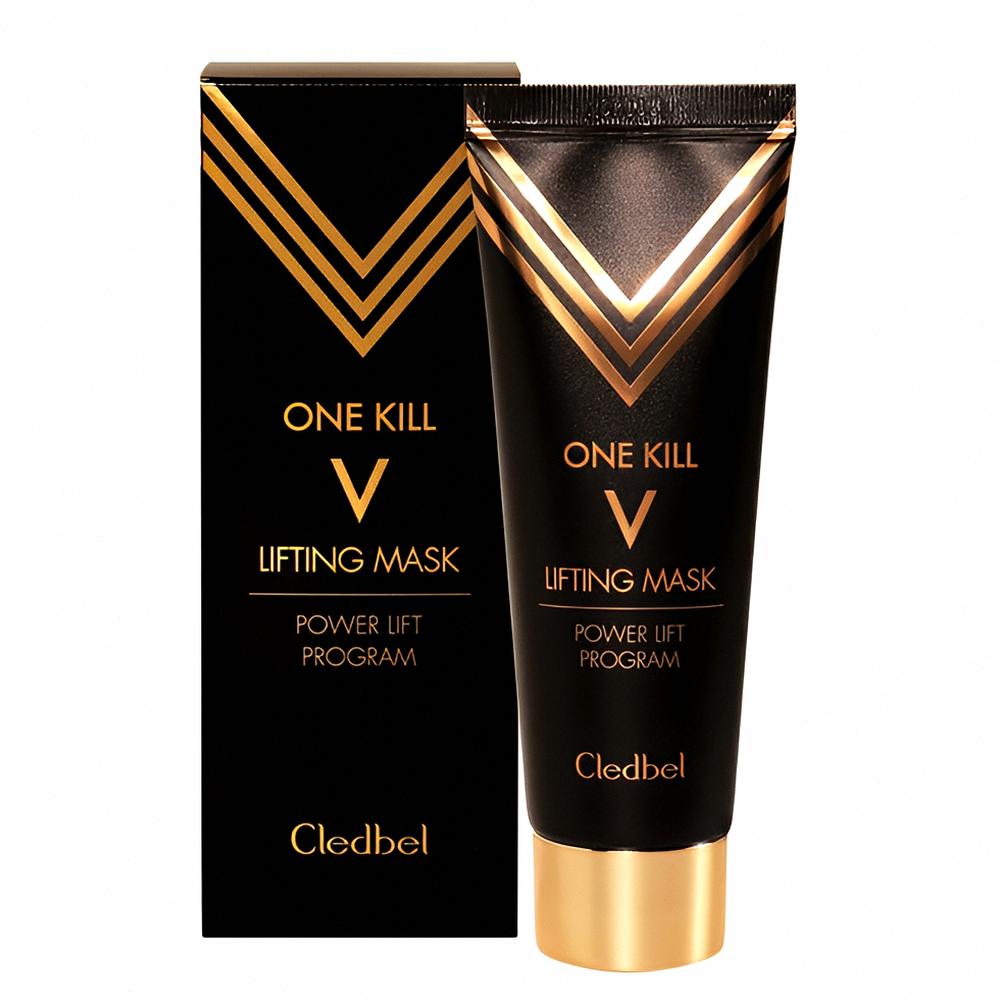 ONE KILL
V
LIFTING MASK
POWER LIFT
PROGRAM
Cledbel
ONE KILL
V
LIFTING MASK
POWER LIFT
PROGRAM
Cledbel